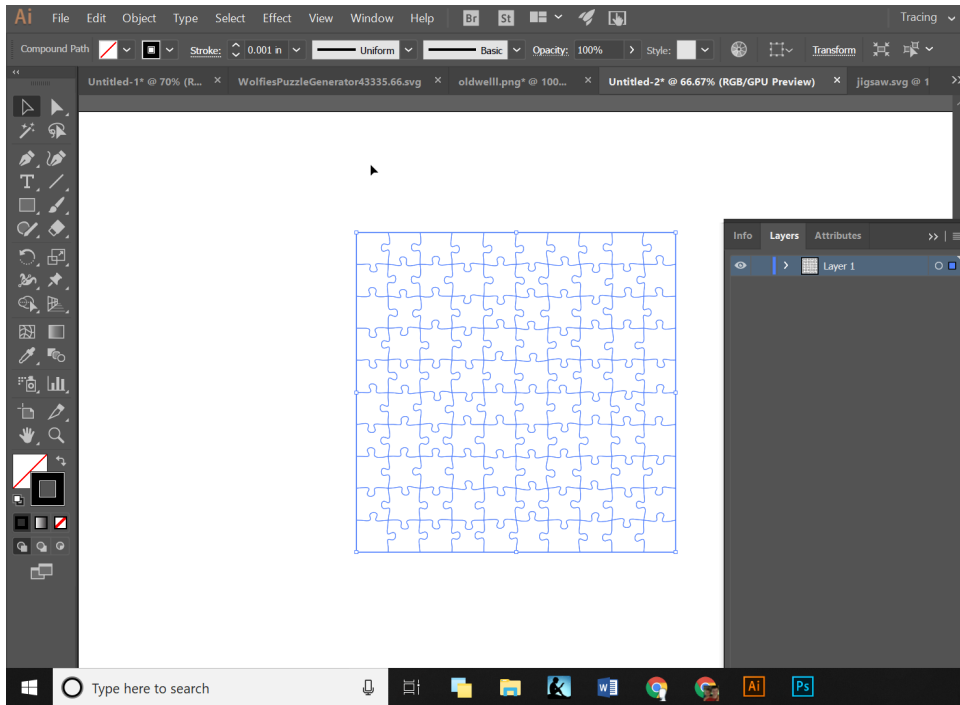 Ai File Edit Object Type Select Effect View Window Help Br St Tracing
Compound Path Stroke: 0.001 in Uniform Basic Opacity: 100% Style: Transform
Untitled-1* @ 70% (R... × WolfiesPuzzleGenerator43335.66.svg × oldwelll.png* @ 100... × Untitled-2* @ 66.67% (RGB/GPU Preview) × jigsaw.svg @ 1
Info Layers Attributes
Layer 1
Type here to search
Ai Ps